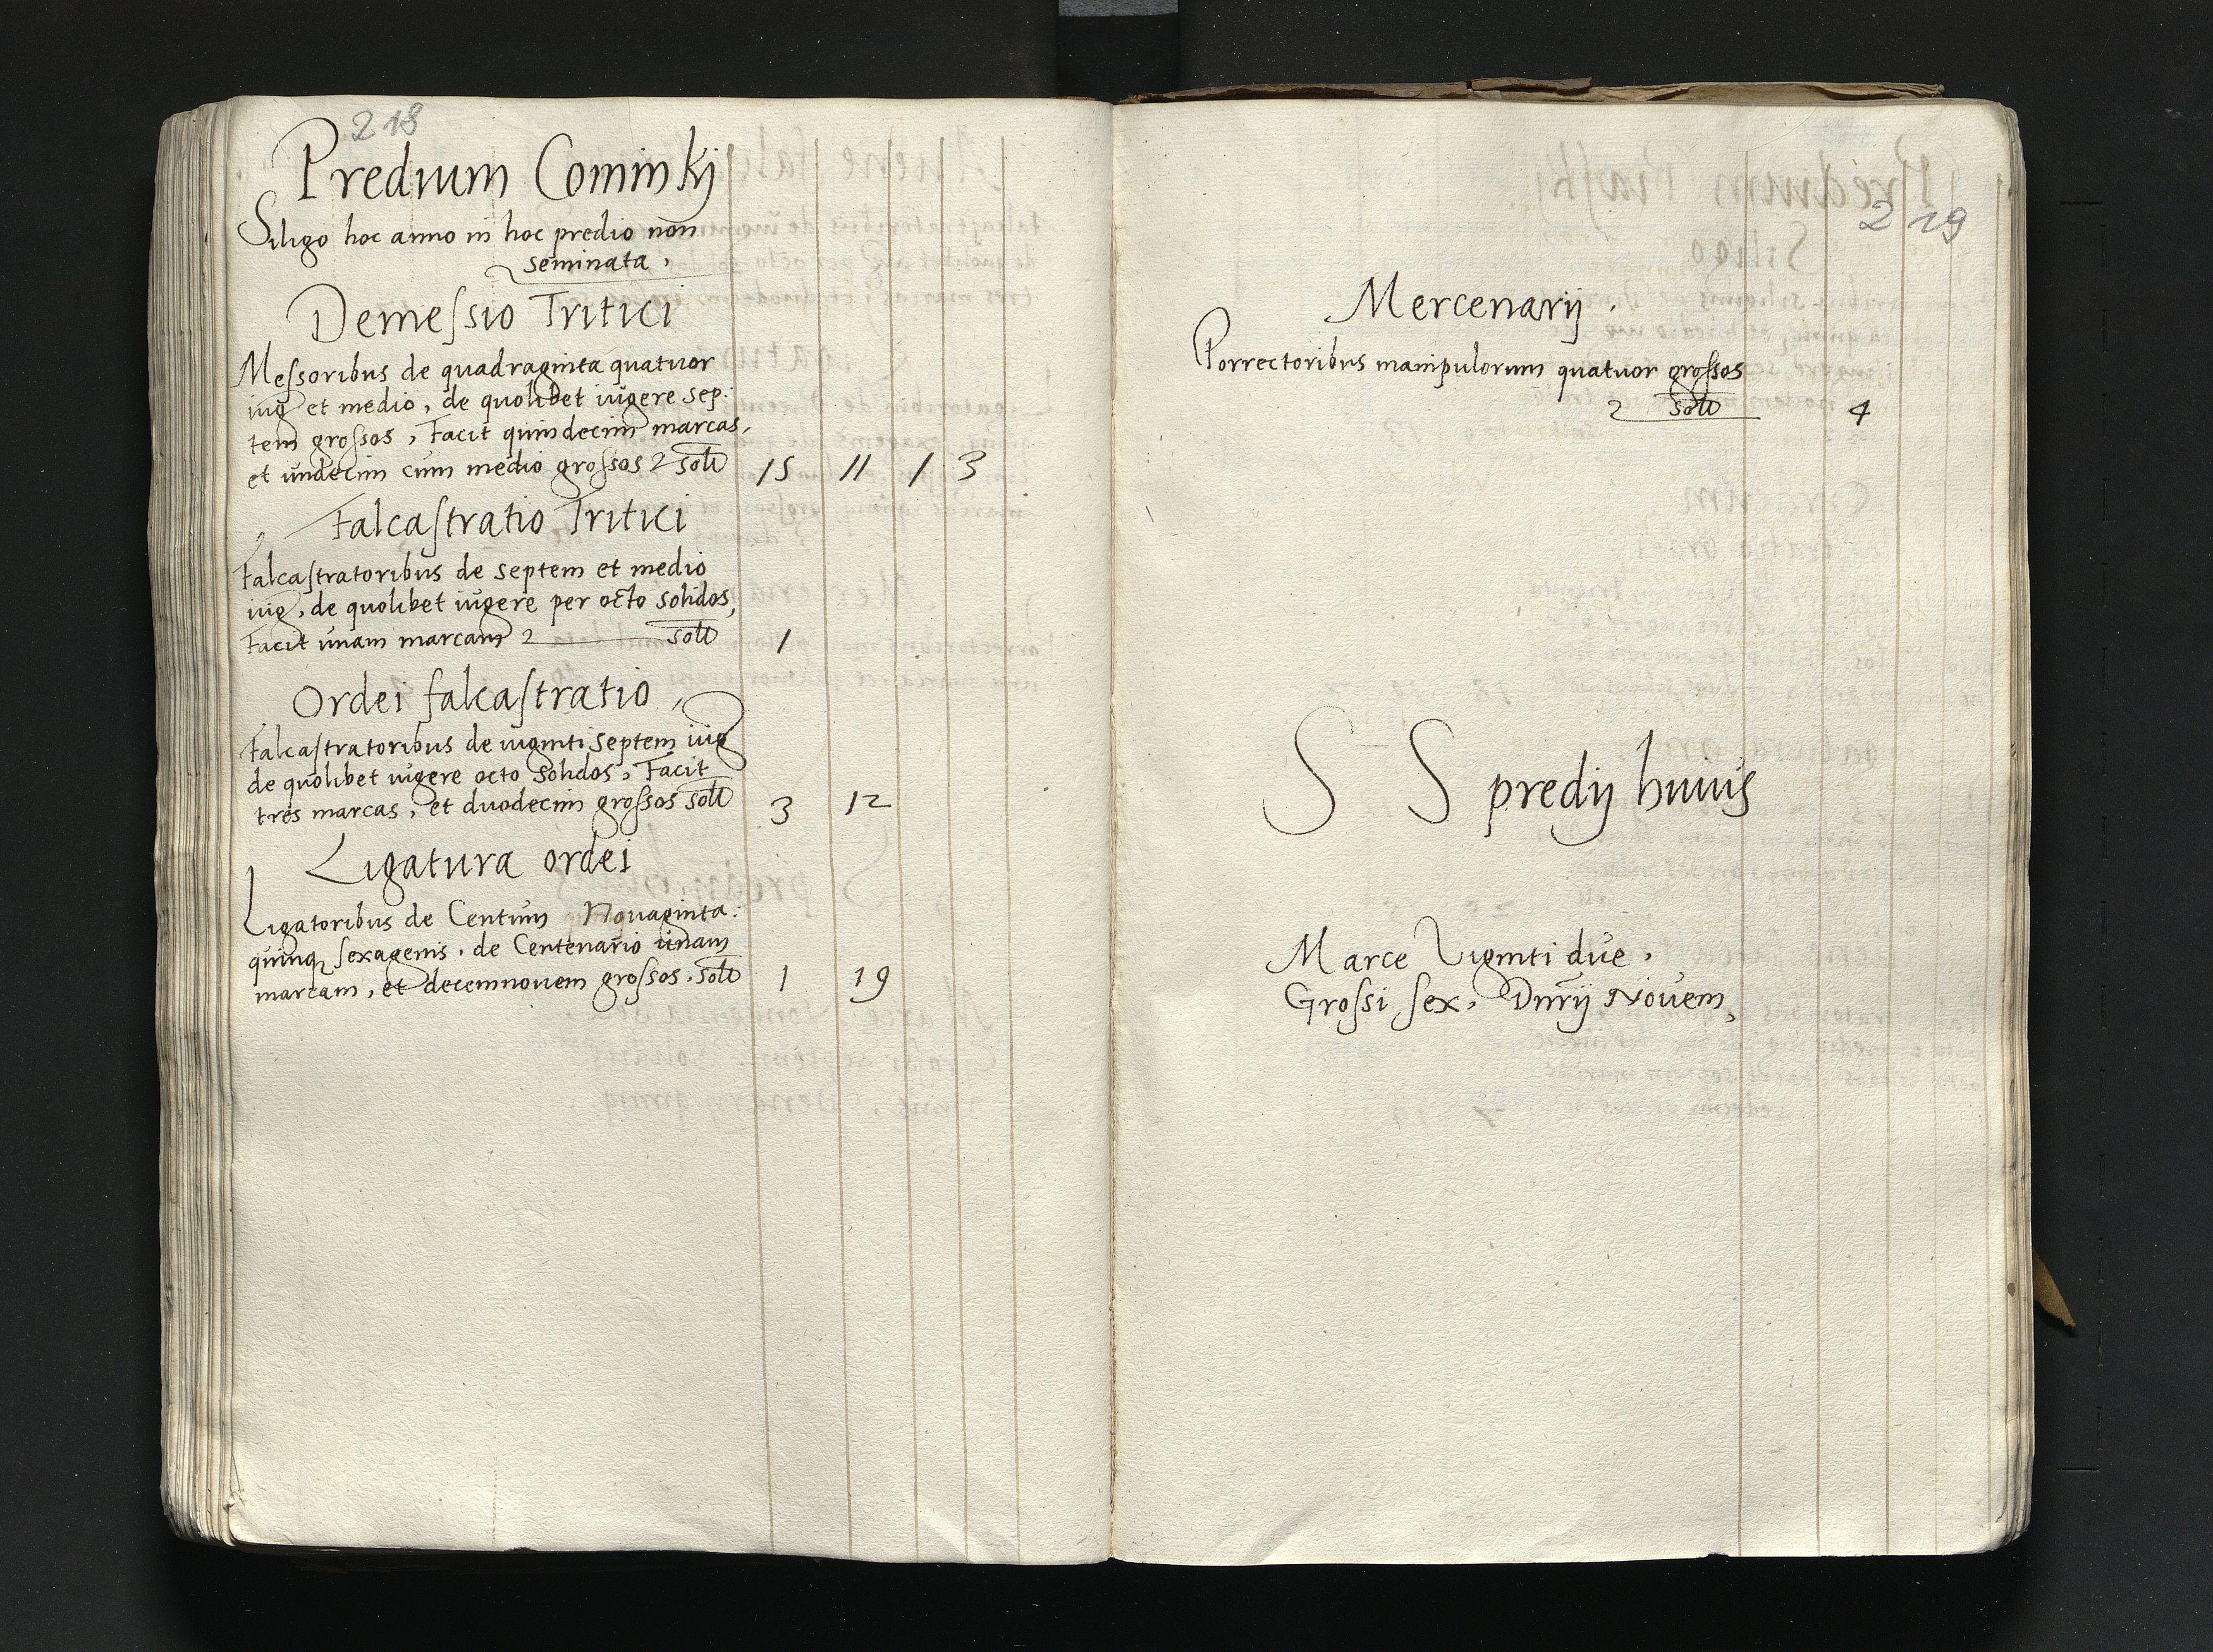 218
Predium Cominkij
Siligo hoc anno in hoc predio non
seminata.
Demessio Tritici
Messoribus de quadraginta quatuor
iug et medio, de quolibet iugere sep:
tem grossos, Facit quindecim marcas,
et undecim cum medio grossos 2 solt 15 11 1 3
Falcastratio Tritici
Falcastratoribus de septem et medio
iug, de quolibet iugere per octo solidos,
Facit unam marcam 2 solt 1
Ordei falcastratio,
Falcastratoribus de viginti septem iug
de quolibet iugere octo solidos, Facit
tres marcas, et duodecim grossos solt 3 12
Ligatura ordei
Ligatoribus de Centum Novaginta:
quinq sexagenis, de Centenario unam
marcam, et decemnovem grossos, solt 1 19
219
Mercenarij.
Porrectoribus manipulorum quatuor grossos
2 solt 4
S S predij huius
Marce viginti due,
Grossi sex, Dnrij Novem,